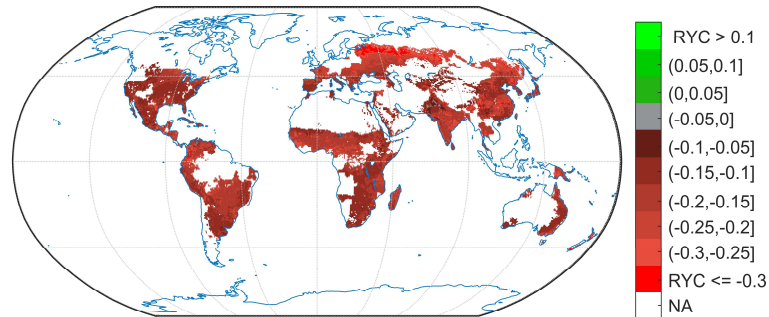 RYC > 0.1
(0.05,0.1]
(0,0.05]
(-0.05,0]
(-0.1,-0.05]
(-0.15,-0.1]
(-0.2,-0.15]
(-0.25,-0.2]
(-0.3,-0.25]
RYC <= -0.3
NA